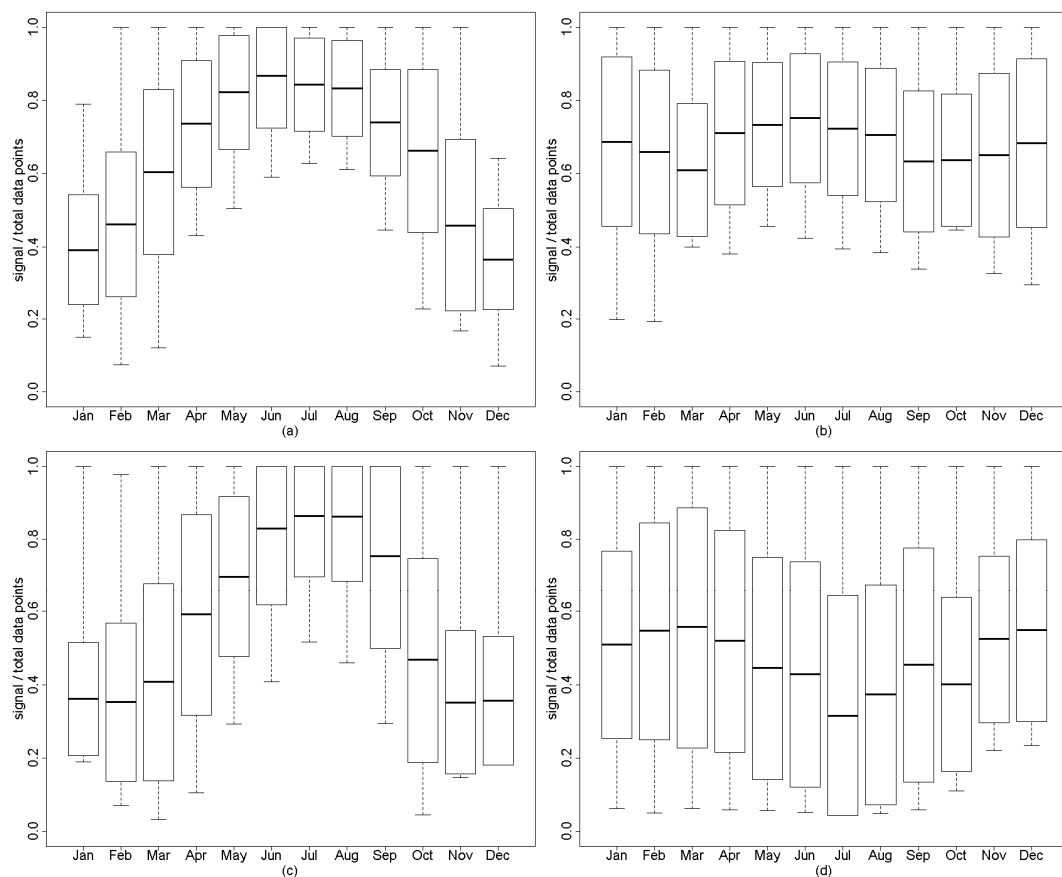 signal / total data points
0.0 0.2 0.4 0.6 0.8 1.0
Jan Feb Mar Apr May Jun Jul Aug Sep Oct Nov Dec
(a)
signal / total data points
0.0 0.2 0.4 0.6 0.8 1.0
Jan Feb Mar Apr May Jun Jul Aug Sep Oct Nov Dec
(b)
signal / total data points
0.0 0.2 0.4 0.6 0.8 1.0
Jan Feb Mar Apr May Jun Jul Aug Sep Oct Nov Dec
(c)
signal / total data points
0.0 0.2 0.4 0.6 0.8 1.0
Jan Feb Mar Apr May Jun Jul Aug Sep Oct Nov Dec
(d)